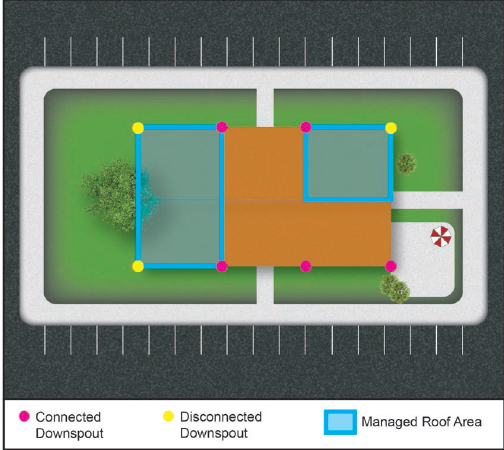 Connected
Downspout
Disconnected
Downspout
Managed Roof Area